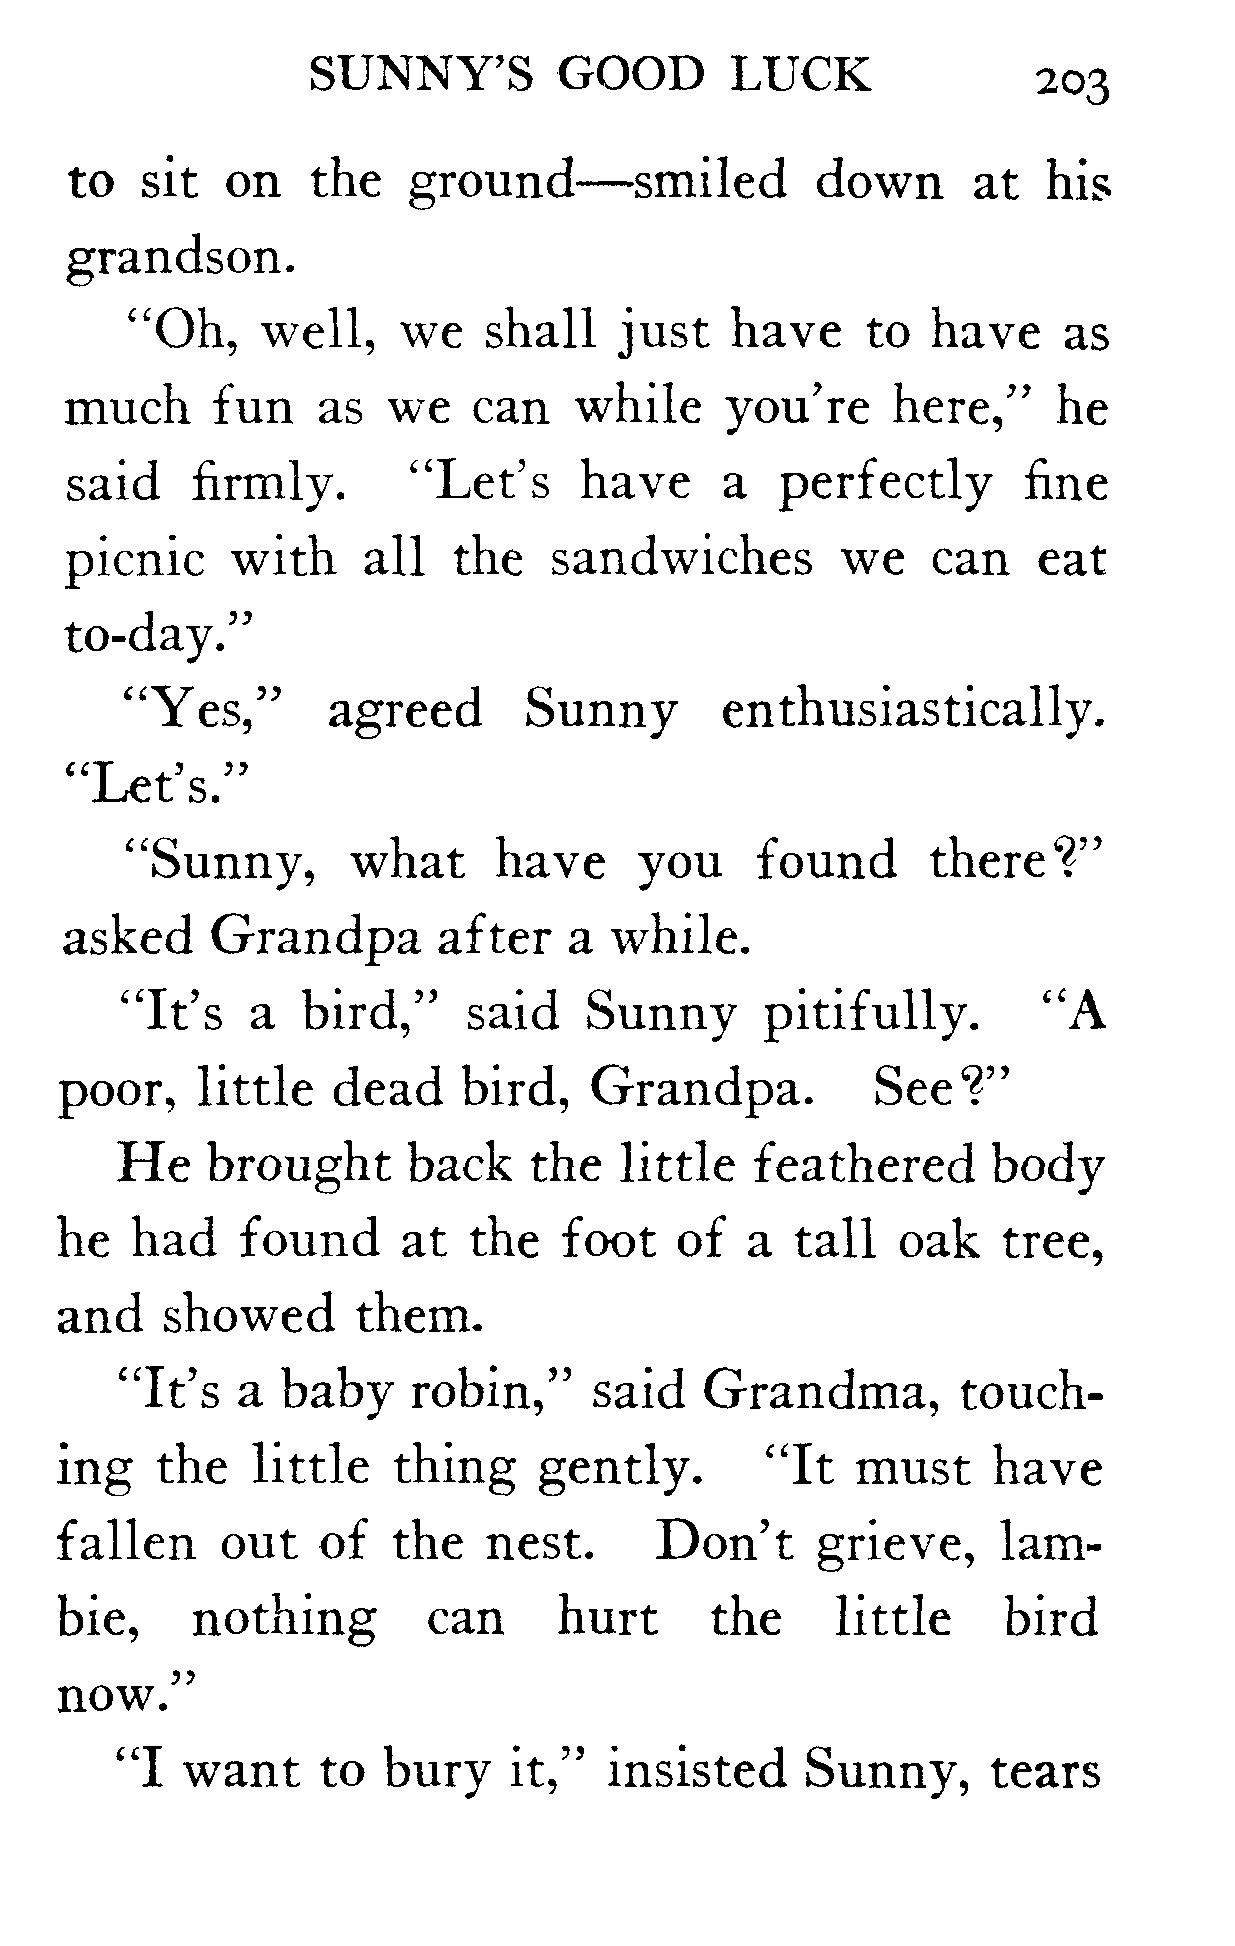 SUNNY'S GOOD LUCK 203
to sit on the ground—smiled down at his
grandson.
"Oh, well, we shall just have to have as
much fun as we can while you're here," he
said firmly. "Let's have a perfectly fine
picnic with all the sandwiches we can eat
to-day."
"Yes," agreed Sunny enthusiastically.
"Let's."
"Sunny, what have you found there?"
asked Grandpa after a while.
"It's a bird," said Sunny pitifully. "A
poor, little dead bird, Grandpa. See?"
He brought back the little feathered body
he had found at the foot of a tall oak tree,
and showed them.
"It's a baby robin," said Grandma, touch-
ing the little thing gently. "It must have
fallen out of the nest. Don't grieve, lam-
bie, nothing can hurt the little bird
now."
"I want to bury it," insisted Sunny, tears